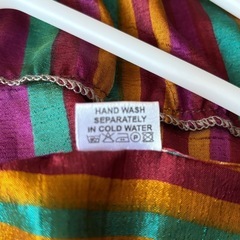 HAND WASH
SEPARATELY
IN COLD WATER